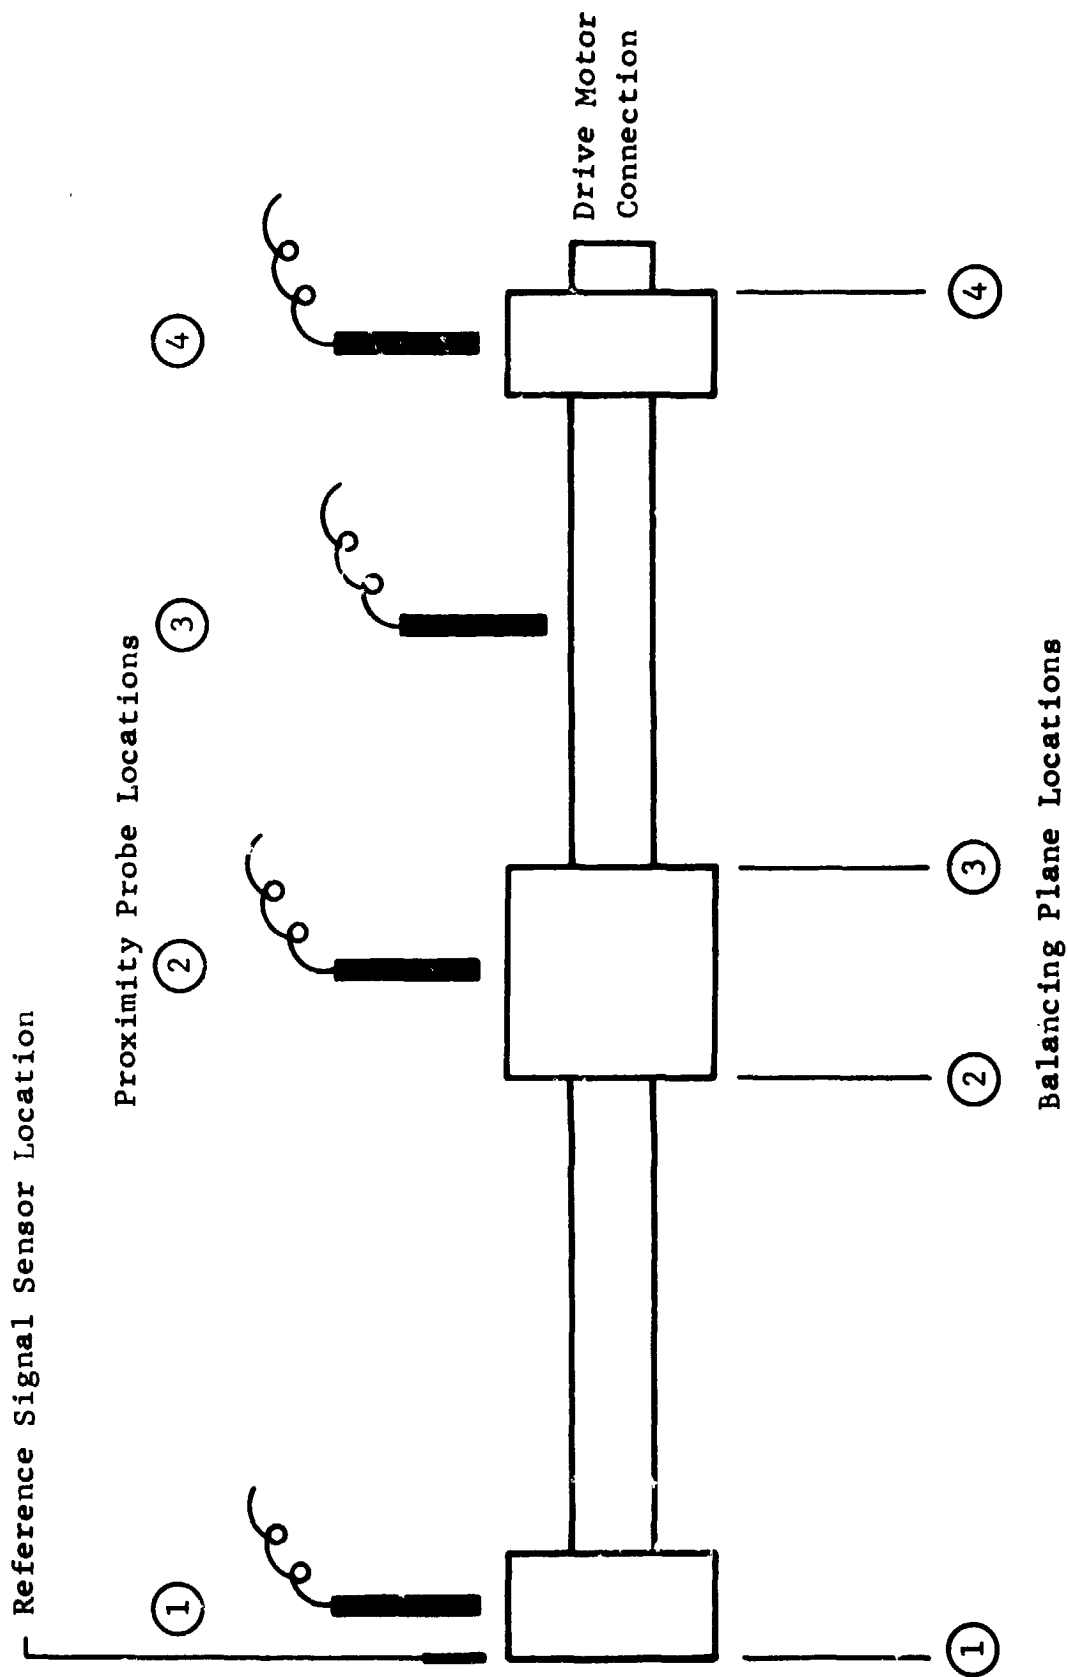 Reference Signal Sensor Location
Proximity Probe Locations
1
2
3
4
Drive Motor
Connection
1
2
3
4
Balancing Plane Locations